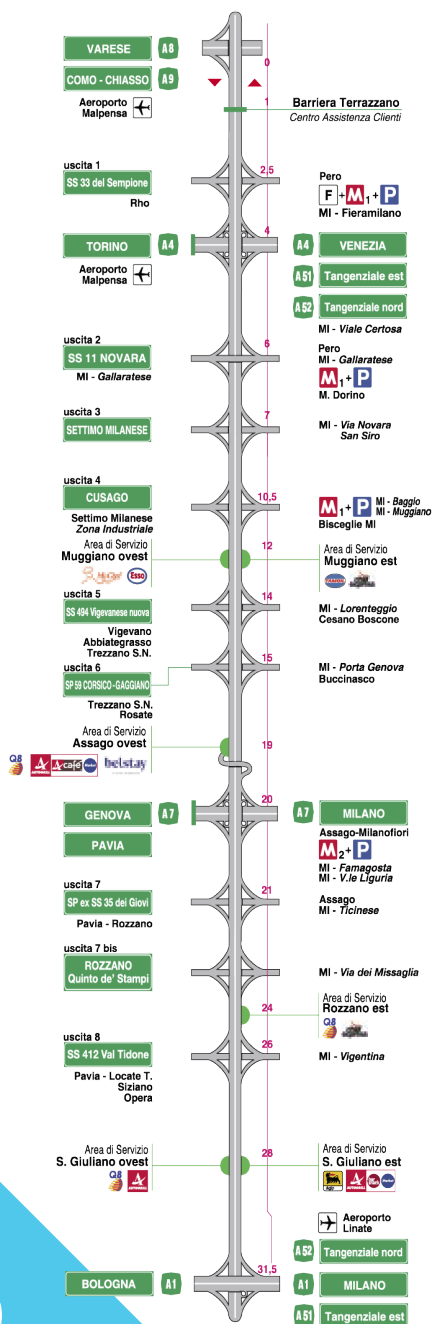 VARESE A8
0
COMO - CHIASSO A9
Aeroporto
Malpensa
1
Barriera Terrazzano
Centro Assistenza Clienti
uscita 1
SS 33 del Sempione
Rho
2,5
Pero
F + M1 + P
MI - Fieramilano
TORINO A4
4
A4 VENEZIA
Aeroporto
Malpensa
A51 Tangenziale est
A52 Tangenziale nord
MI - Viale Certosa
uscita 2
SS 11 NOVARA
MI - Gallaratese
6
Pero
MI - Gallaratese
M1 + P
M. Dorino
uscita 3
SETTIMO MILANESE
7
MI - Via Novara
San Siro
uscita 4
CUSAGO
Settimo Milanese
Zona Industriale
10,5
M1 + P MI - Baggio
MI - Muggiano
Bisceglie MI
Area di Servizio
Muggiano ovest
Esso
12
Area di Servizio
Muggiano est
uscita 5
SS 494 Vigevanese nuova
Vigevano
Abbiategrasso
Trezzano S.N.
14
MI - Lorenteggio
Cesano Boscone
uscita 6
SP 59 CORSICO - GAGGIANO
Trezzano S.N.
Rosate
15
MI - Porta Genova
Buccinasco
Area di Servizio
Assago ovest
Q8
A café
belstay
19
GENOVA A7
PAVIA
20
A7 MILANO
Assago-Milanofiori
M2 + P
MI - Famagosta
MI - V.le Liguria
uscita 7
SP ex SS 35 dei Giovi
Pavia - Rozzano
21
Assago
MI - Ticinese
uscita 7 bis
ROZZANO
Quinto de' Stampi
MI - Via dei Missaglia
24
Area di Servizio
Rozzano est
Q8
uscita 8
SS 412 Val Tidone
Pavia - Locate T.
Siziano
Opera
26
MI - Vigentina
Area di Servizio
S. Giuliano ovest
Q8
28
Area di Servizio
S. Giuliano est
Agip
Aeroporto
Linate
A52 Tangenziale nord
BOLOGNA A1
31,5
A1 MILANO
A51 Tangenziale est